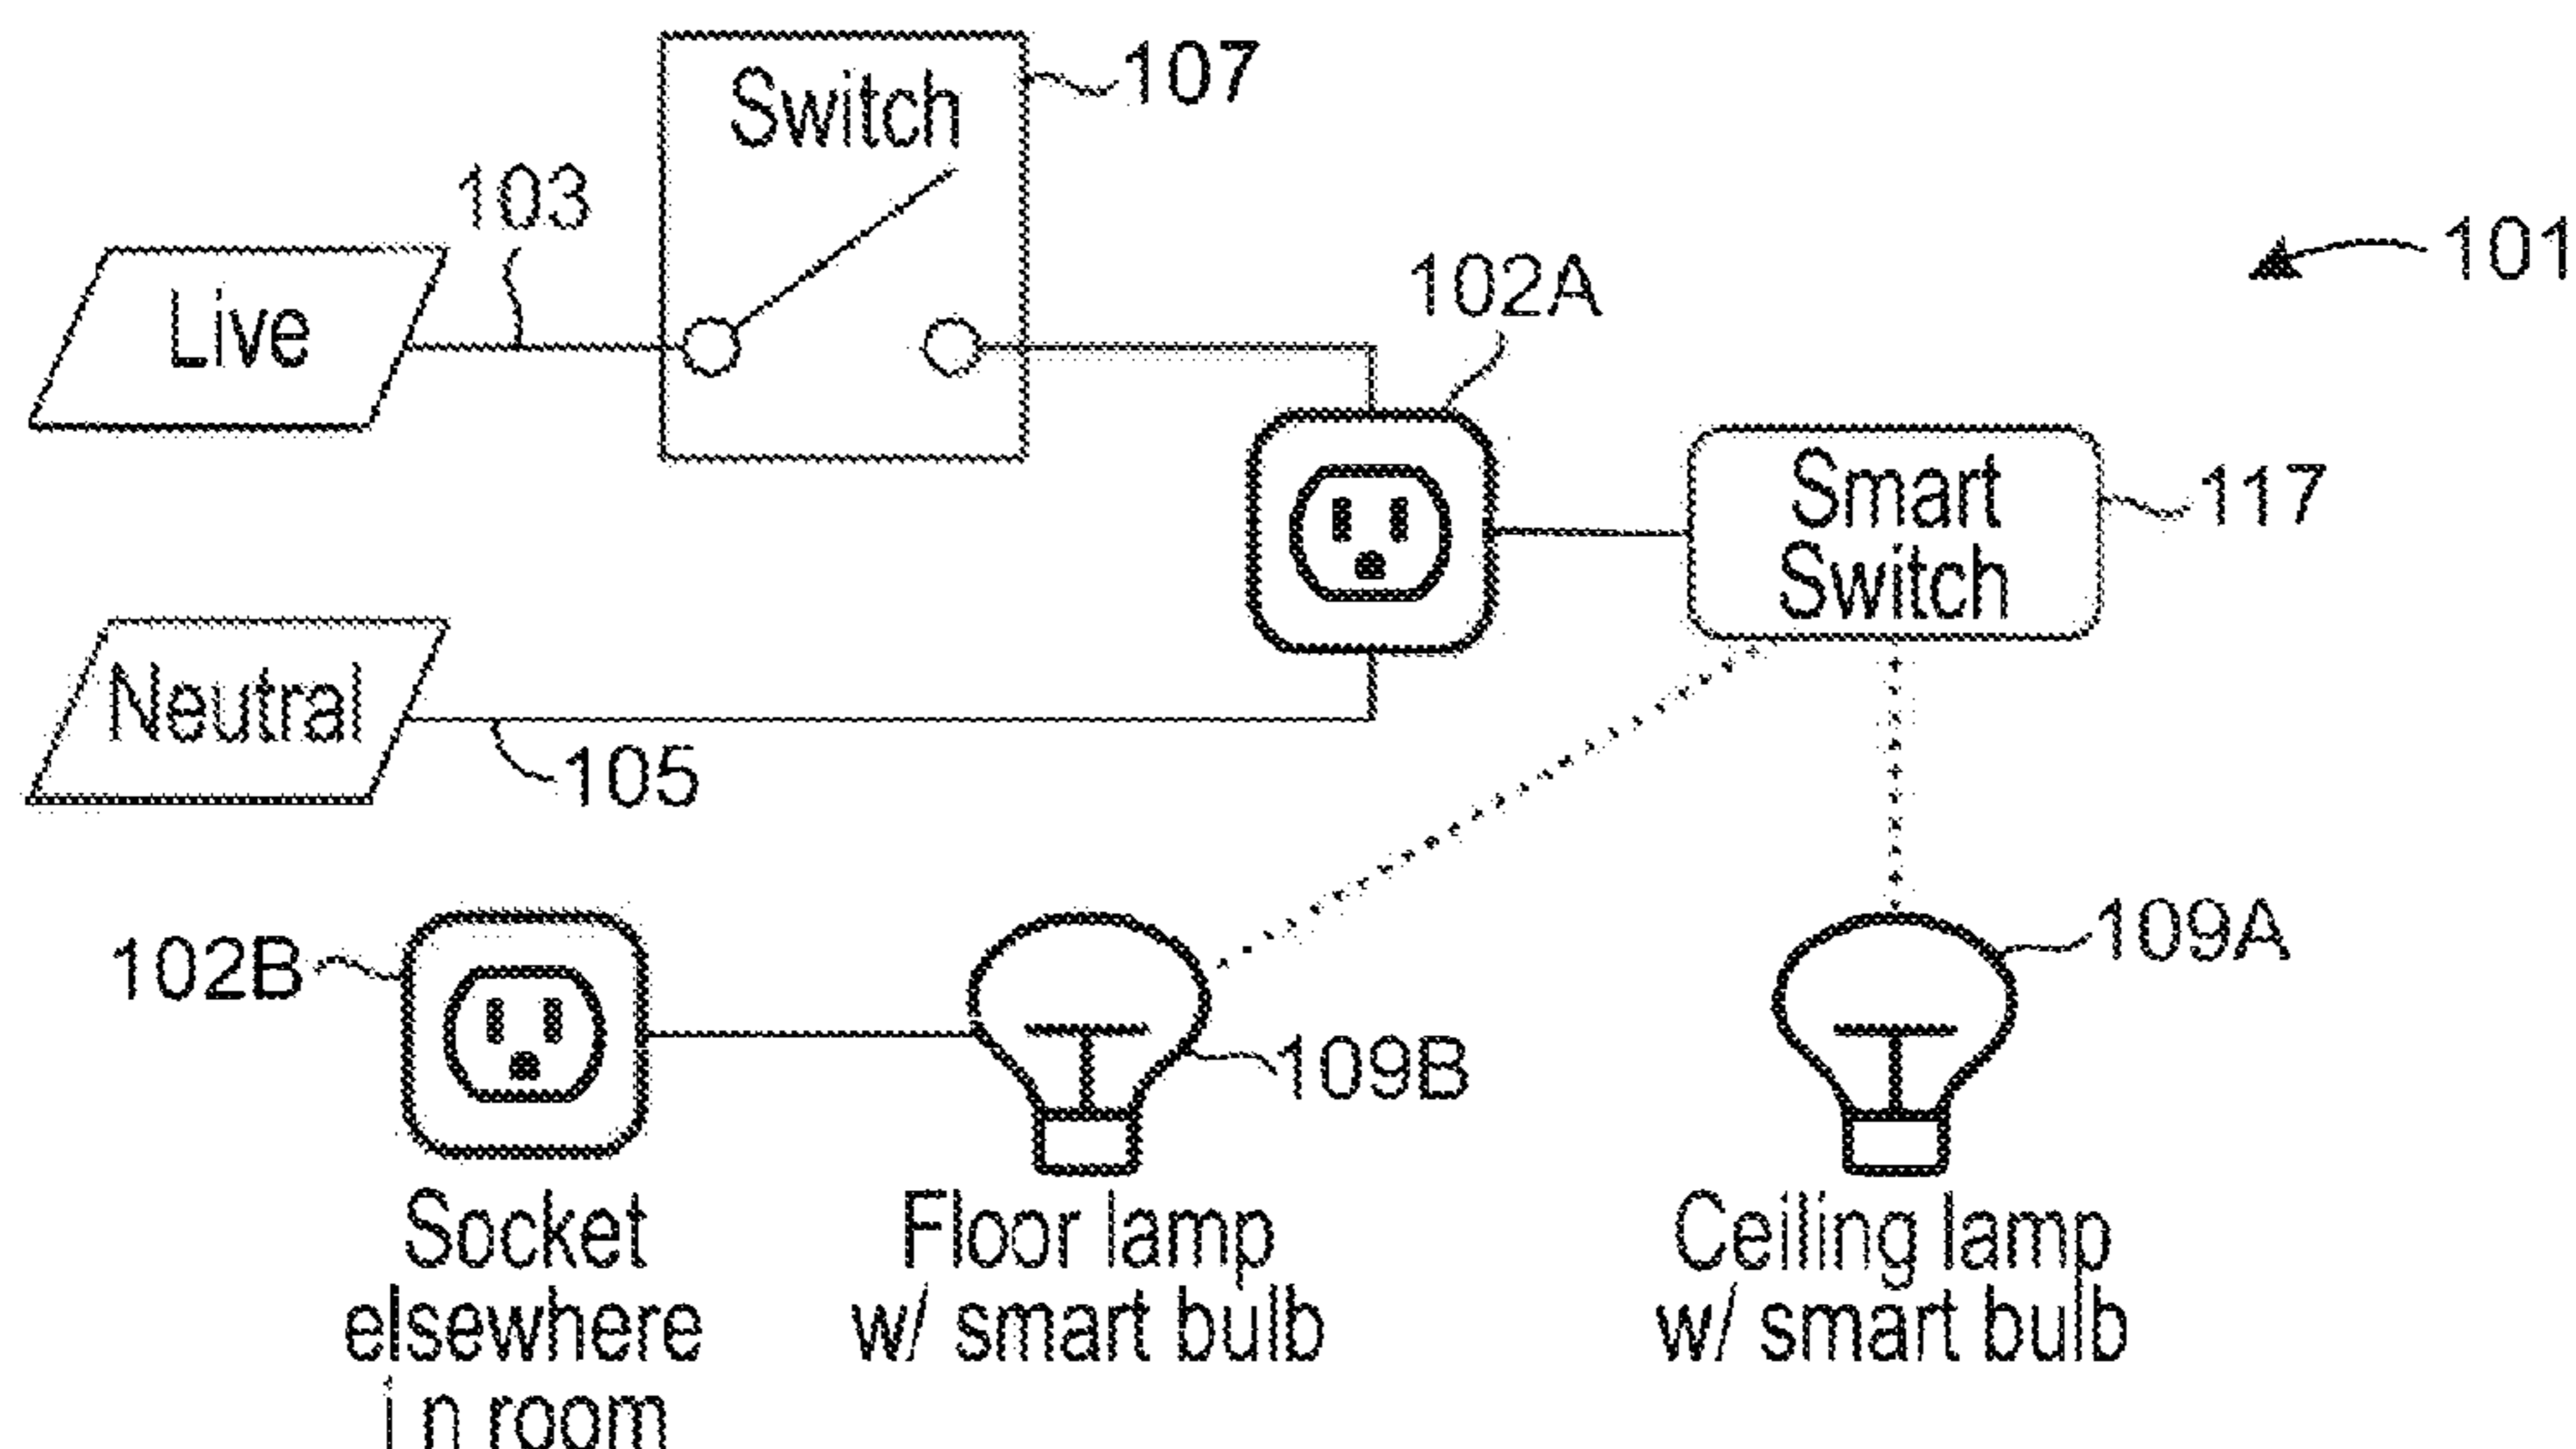 Switch
107
103
101
Live
102A
Smart
Switch
117
Neutral
105
102B
109B
109A
Socket
elsewhere
in room
Floor lamp
w/ smart bulb
Ceiling lamp
w/ smart bulb